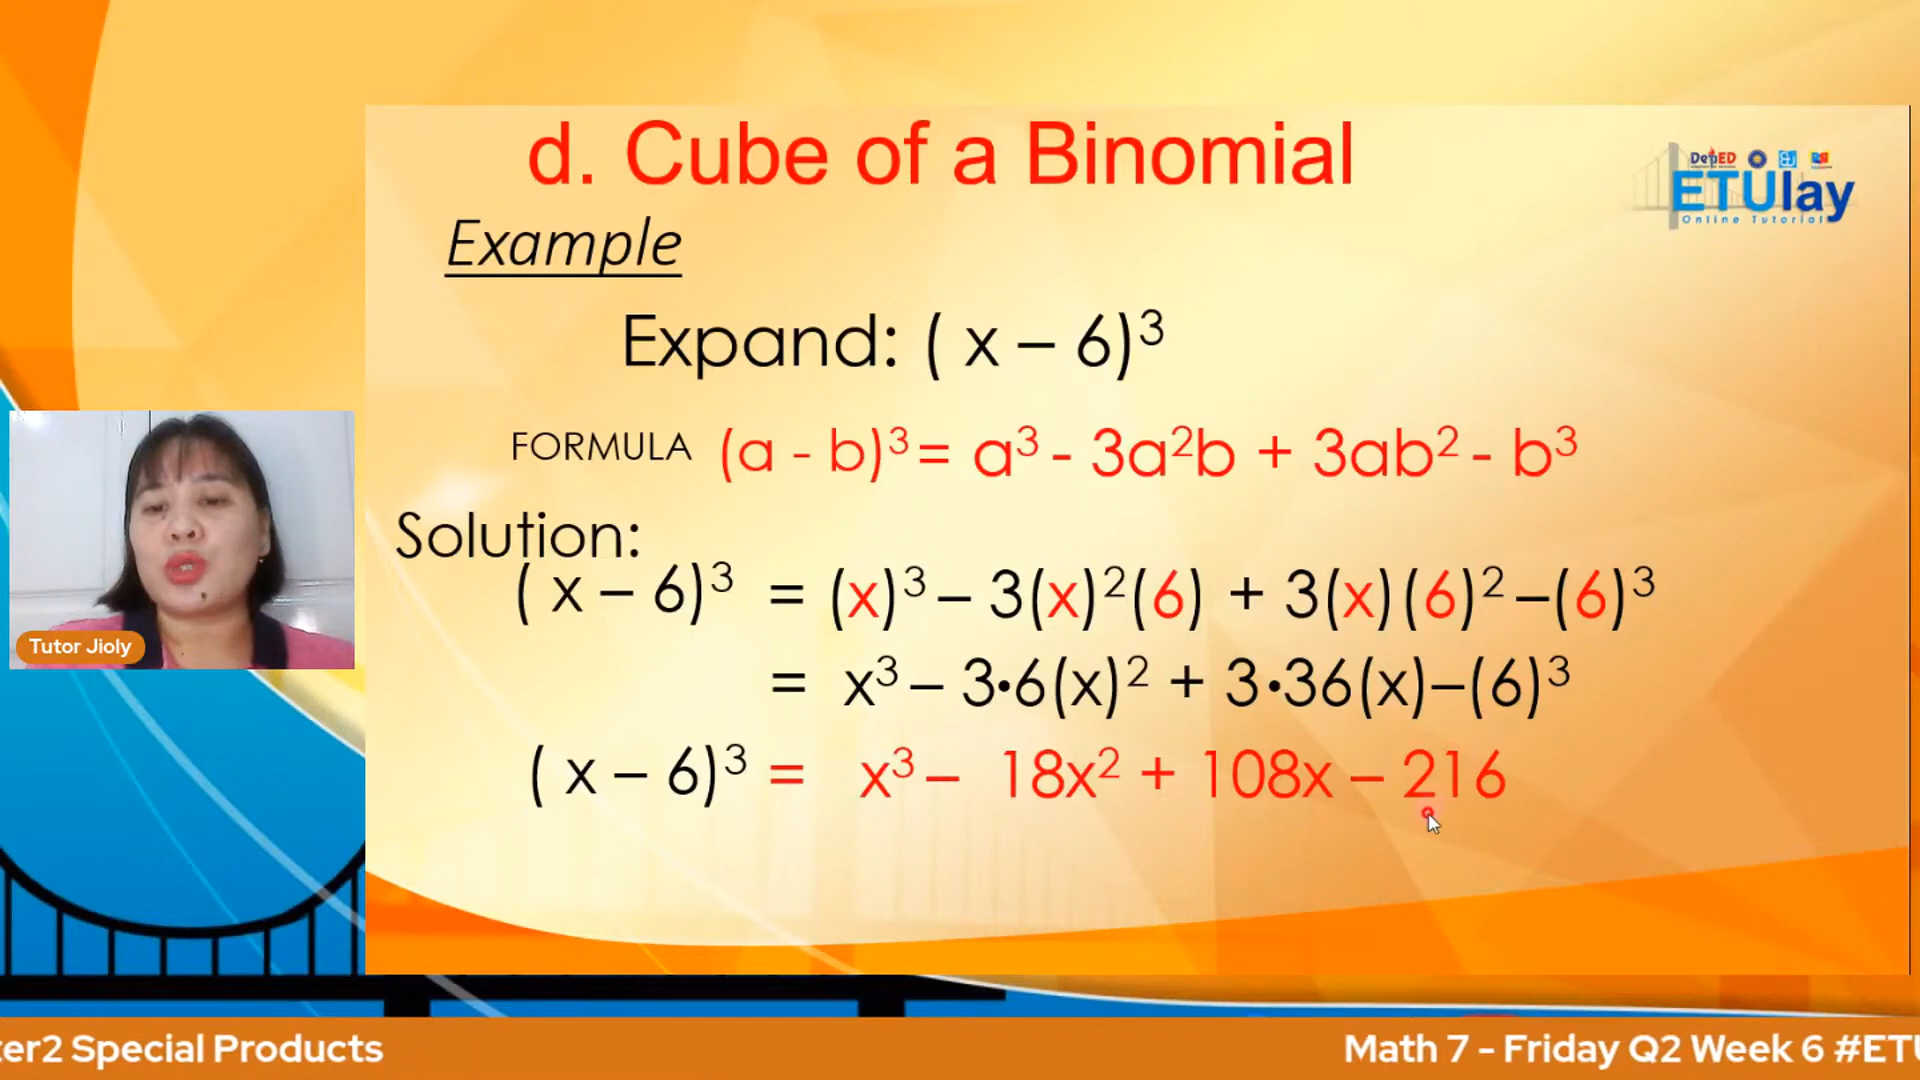 d. Cube of a Binomial
DepED
ETUlay
Online Tutorial
Example
Expand: ( x – 6)³
FORMULA (a - b)³ = a³ - 3a²b + 3ab² - b³
Solution:
( x – 6)³ = (x)³ – 3(x)²(6) + 3(x)(6)² –(6)³
= x³ – 3•6(x)² + 3•36(x)–(6)³
( x – 6)³ = x³ – 18x² + 108x – 216
Tutor Jioly
ter2 Special Products
Math 7 - Friday Q2 Week 6 #ETU